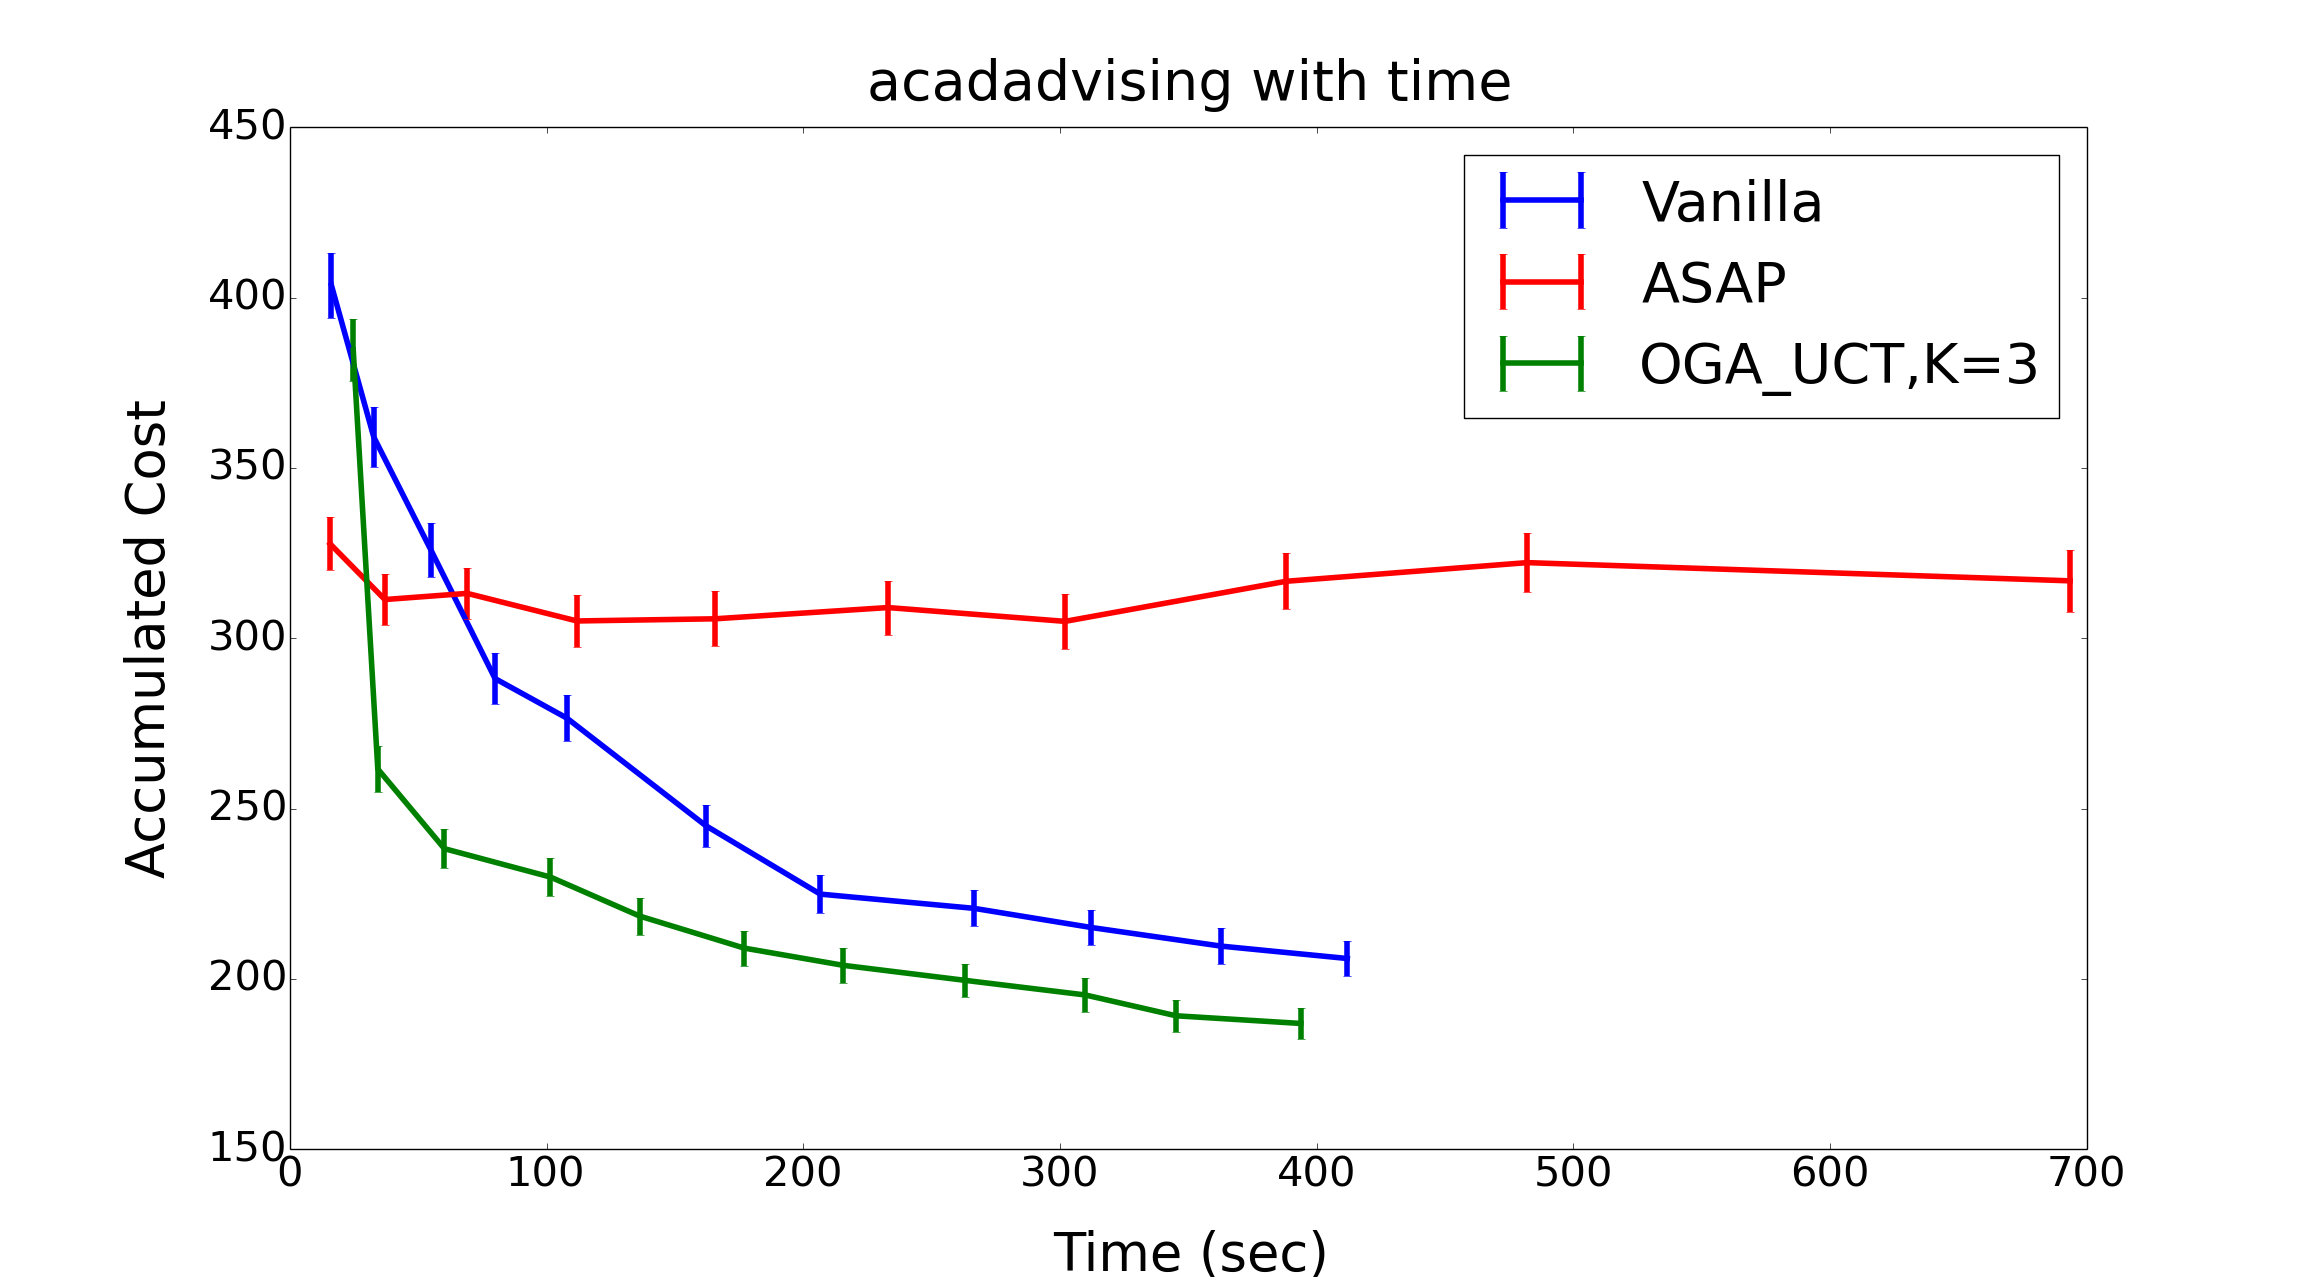 acadadvising with time
450
400
350
300
250
200
150
Accumulated Cost
Vanilla
ASAP
OGA_UCT,K=3
0 100 200 300 400 500 600 700
Time (sec)